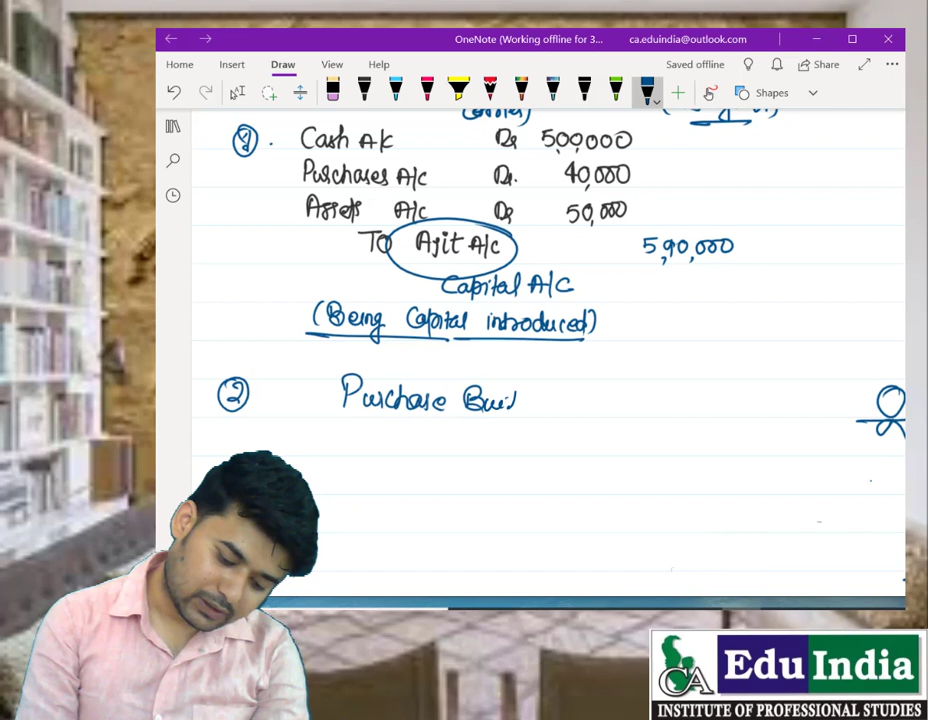 OneNote (Working offline for 3...
ca.eduindia@outlook.com
Home Insert Draw View Help
Saved offline
Share
Shapes
①. Cash A/c Dr 5,00,000
Purchases A/c Dr. 40,000
Assets A/c Dr 50,000
To Ajit A/c 5,90,000
Capital A/c
(Being Capital introduced)
② Purchase Bui
CA
Edu India
INSTITUTE OF PROFESSIONAL STUDIES